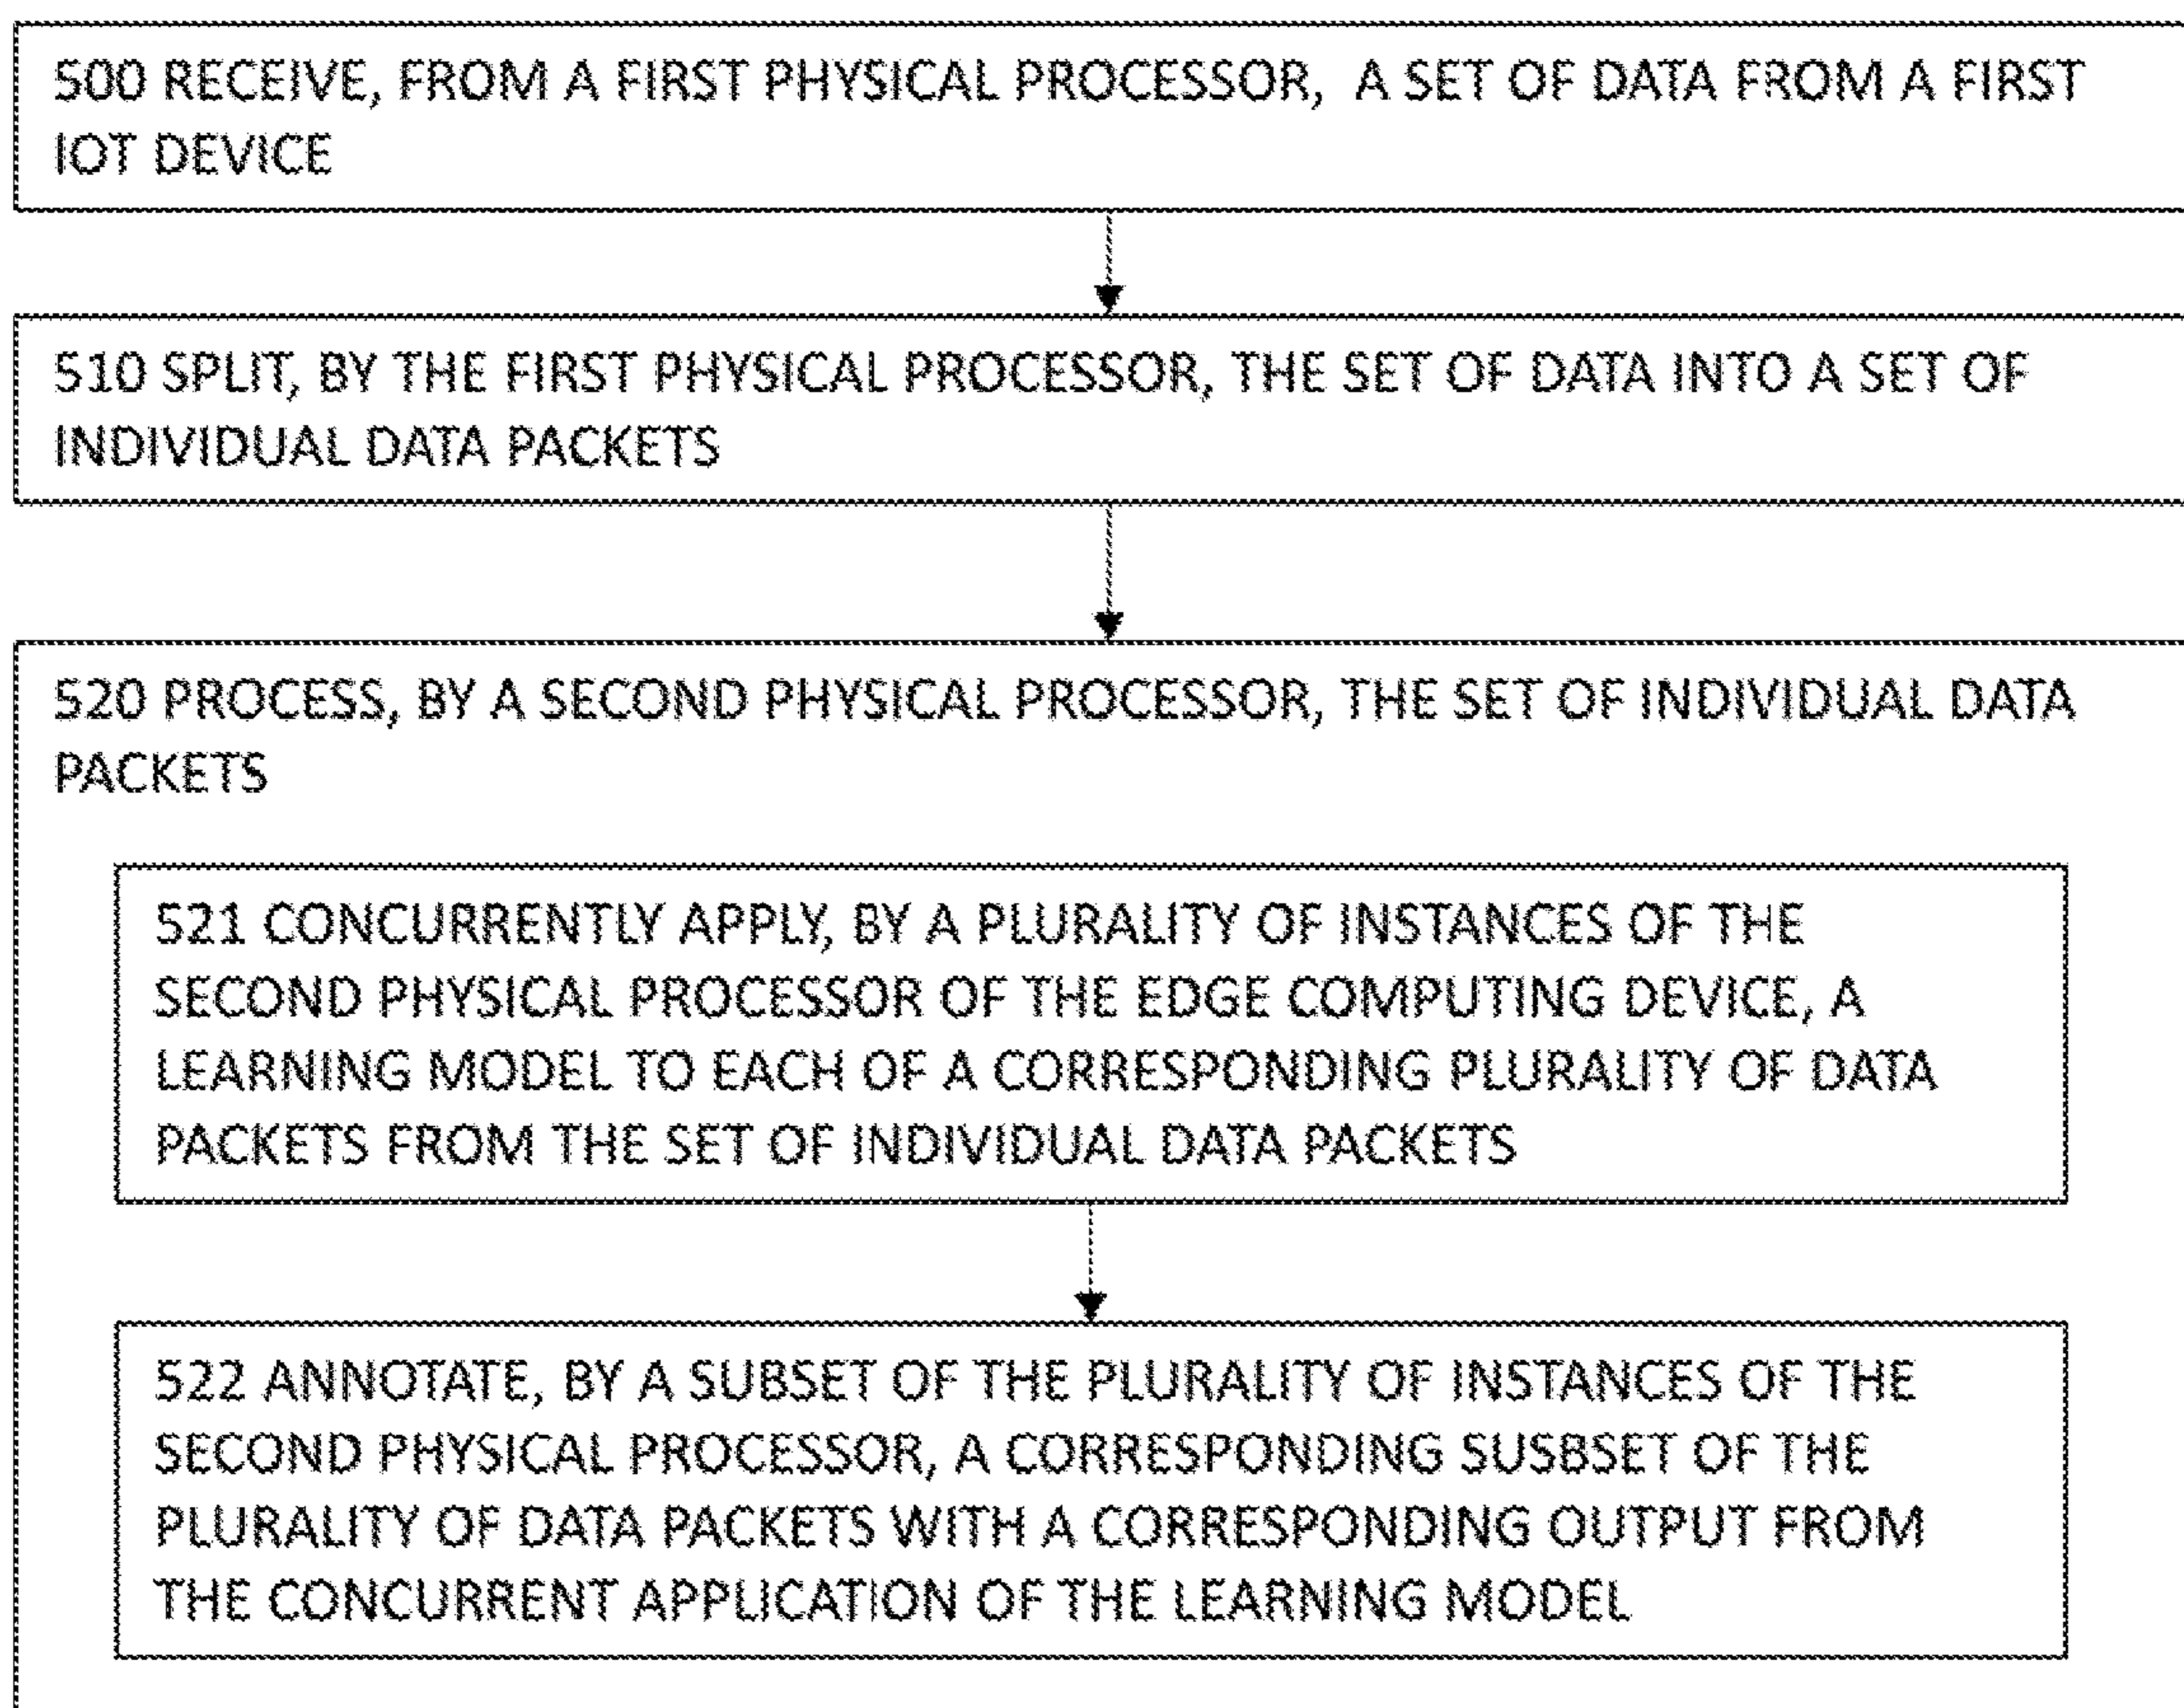 500 RECEIVE, FROM A FIRST PHYSICAL PROCESSOR, A SET OF DATA FROM A FIRST
IOT DEVICE
510 SPLIT, BY THE FIRST PHYSICAL PROCESSOR, THE SET OF DATA INTO A SET OF
INDIVIDUAL DATA PACKETS
520 PROCESS, BY A SECOND PHYSICAL PROCESSOR, THE SET OF INDIVIDUAL DATA
PACKETS
521 CONCURRENTLY APPLY, BY A PLURALITY OF INSTANCES OF THE
SECOND PHYSICAL PROCESSOR OF THE EDGE COMPUTING DEVICE, A
LEARNING MODEL TO EACH OF A CORRESPONDING PLURALITY OF DATA
PACKETS FROM THE SET OF INDIVIDUAL DATA PACKETS
522 ANNOTATE, BY A SUBSET OF THE PLURALITY OF INSTANCES OF THE
SECOND PHYSICAL PROCESSOR, A CORRESPONDING SUSBSET OF THE
PLURALITY OF DATA PACKETS WITH A CORRESPONDING OUTPUT FROM
THE CONCURRENT APPLICATION OF THE LEARNING MODEL